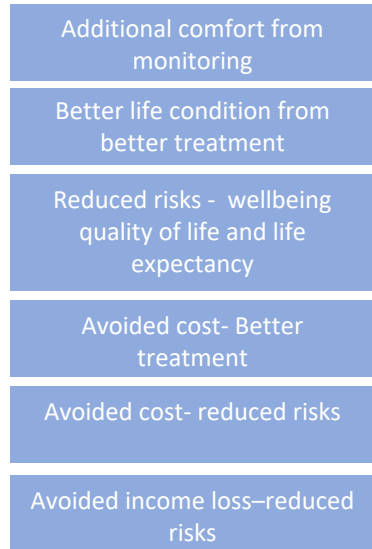 Additional comfort from
monitoring
Better life condition from
better treatment
Reduced risks -  wellbeing
quality of life and life
expectancy
Avoided cost- Better
treatment
Avoided cost- reduced risks
Avoided income loss–reduced
risks